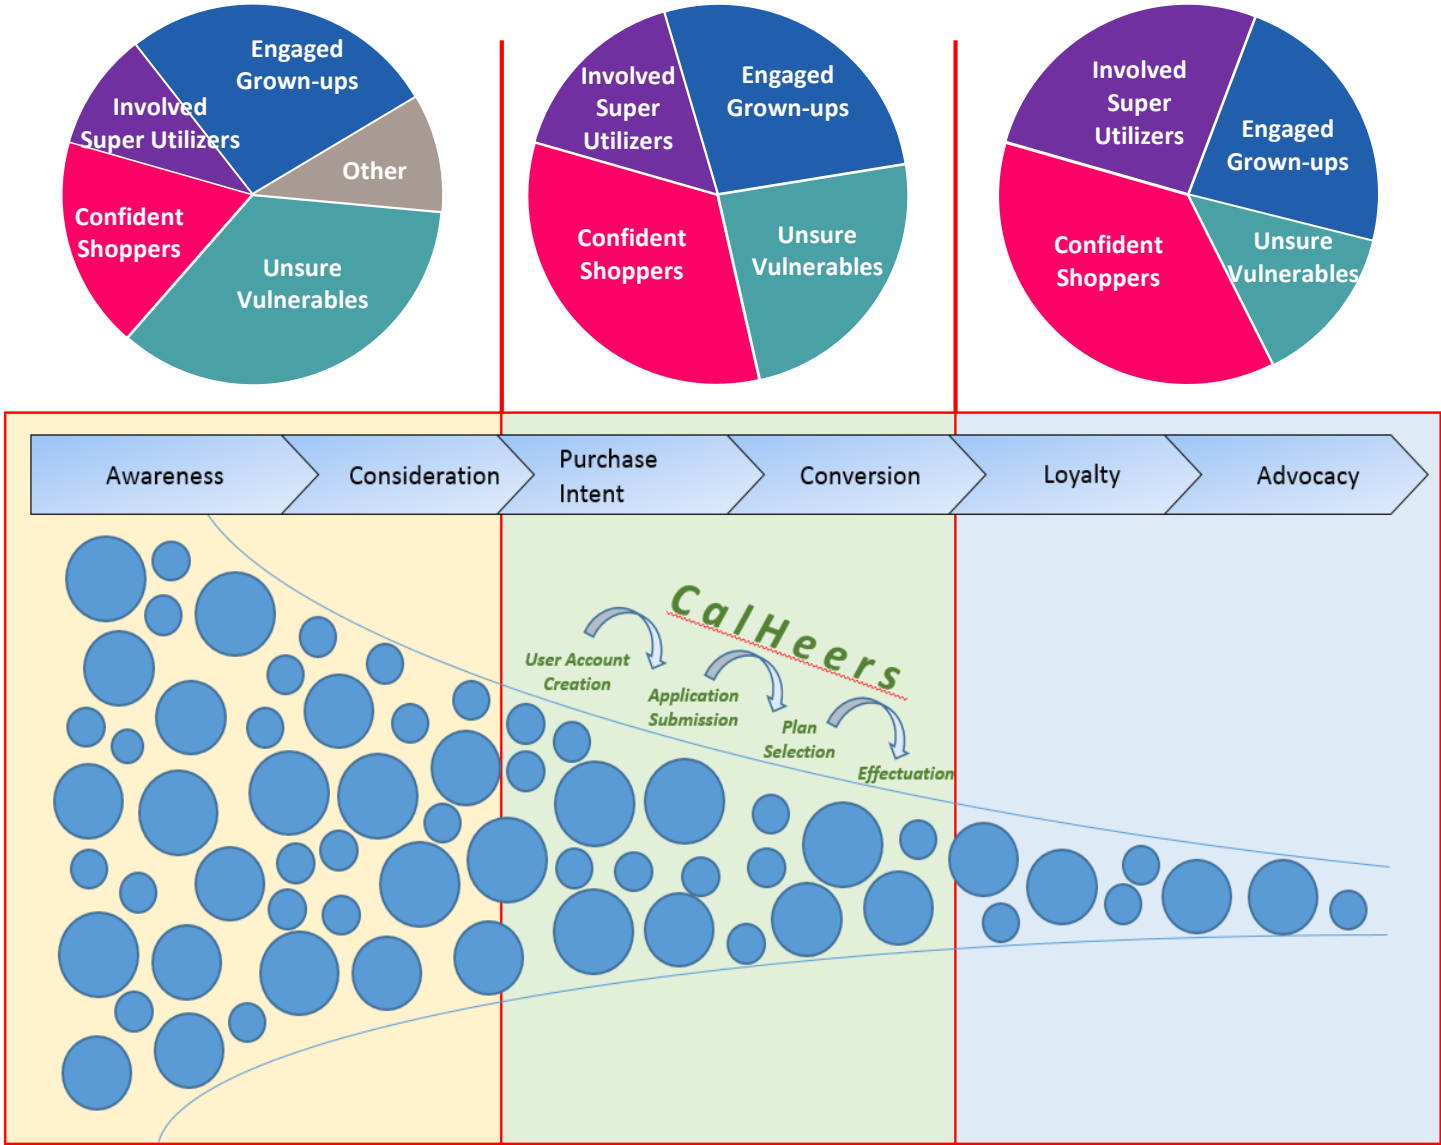 Engaged
Grown-ups
Involved
Super Utilizers
Other
Confident
Shoppers
Unsure
Vulnerables
Involved
Super
Utilizers
Engaged
Grown-ups
Confident
Shoppers
Unsure
Vulnerables
Involved
Super
Utilizers
Engaged
Grown-ups
Confident
Shoppers
Unsure
Vulnerables
Awareness
Consideration
Purchase
Intent
Conversion
Loyalty
Advocacy
CalHeers
User Account
Creation
Application
Submission
Plan
Selection
Effectuation